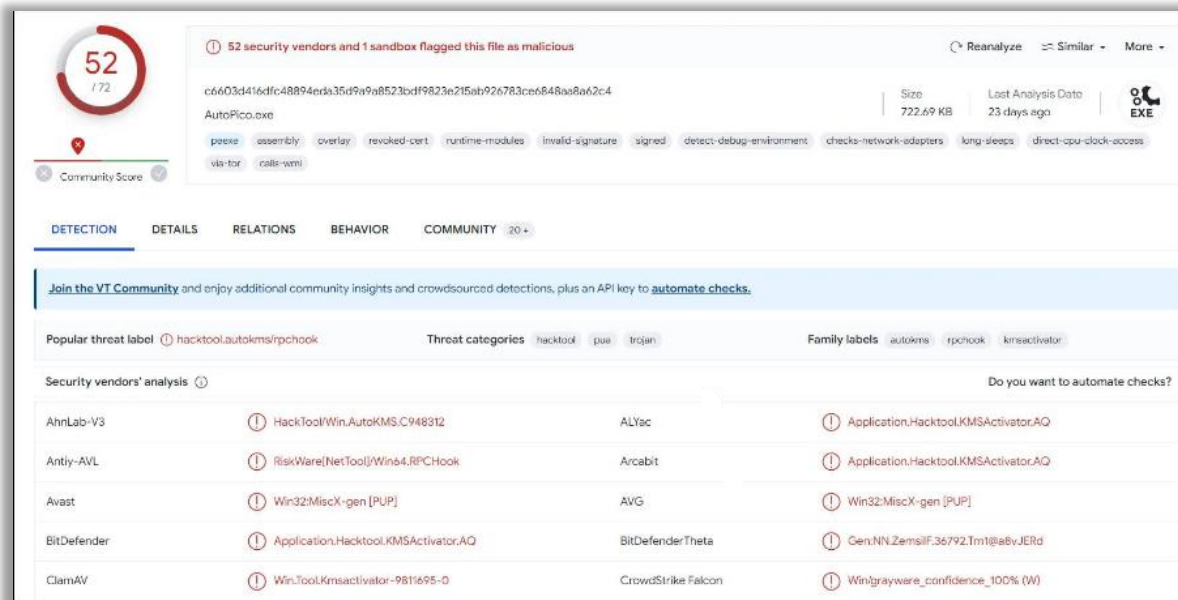 52
/ 72
Community Score
52 security vendors and 1 sandbox flagged this file as malicious
Reanalyze Similar More
c6603d416dfc48894eda35d9a9a8523bdf9823e215ab926783ce6848aa8a62c4
AutoPico.exe
Size
722.69 KB
Last Analysis Date
23 days ago
EXE
peexe assembly overlay revoked-cert runtime-modules invalid-signature signed detect-debug-environment checks-network-adapters long-sleeps direct-cpu-clock-access
via-tor calls-wmi
DETECTION DETAILS RELATIONS BEHAVIOR COMMUNITY 20+
Join the VT Community and enjoy additional community insights and crowdsourced detections, plus an API key to automate checks.
Popular threat label hacktool.autokms/rpchook Threat categories hacktool pua trojan Family labels autokms rpchook kmsactivator
Security vendors' analysis Do you want to automate checks?
AhnLab-V3 HackTool/Win.AutoKMS.C948312 ALYac Application.Hacktool.KMSActivator.AQ
Antiy-AVL RiskWare[NetTool]/Win64.RPCHook Arcabit Application.Hacktool.KMSActivator.AQ
Avast Win32:MiscX-gen [PUP] AVG Win32:MiscX-gen [PUP]
BitDefender Application.Hacktool.KMSActivator.AQ BitDefenderTheta Gen:NN.ZemsilF.36792.Tm1@a8vJERd
ClamAV Win.Tool.Kmsactivator-9811695-0 CrowdStrike Falcon Win/grayware_confidence_100% (W)